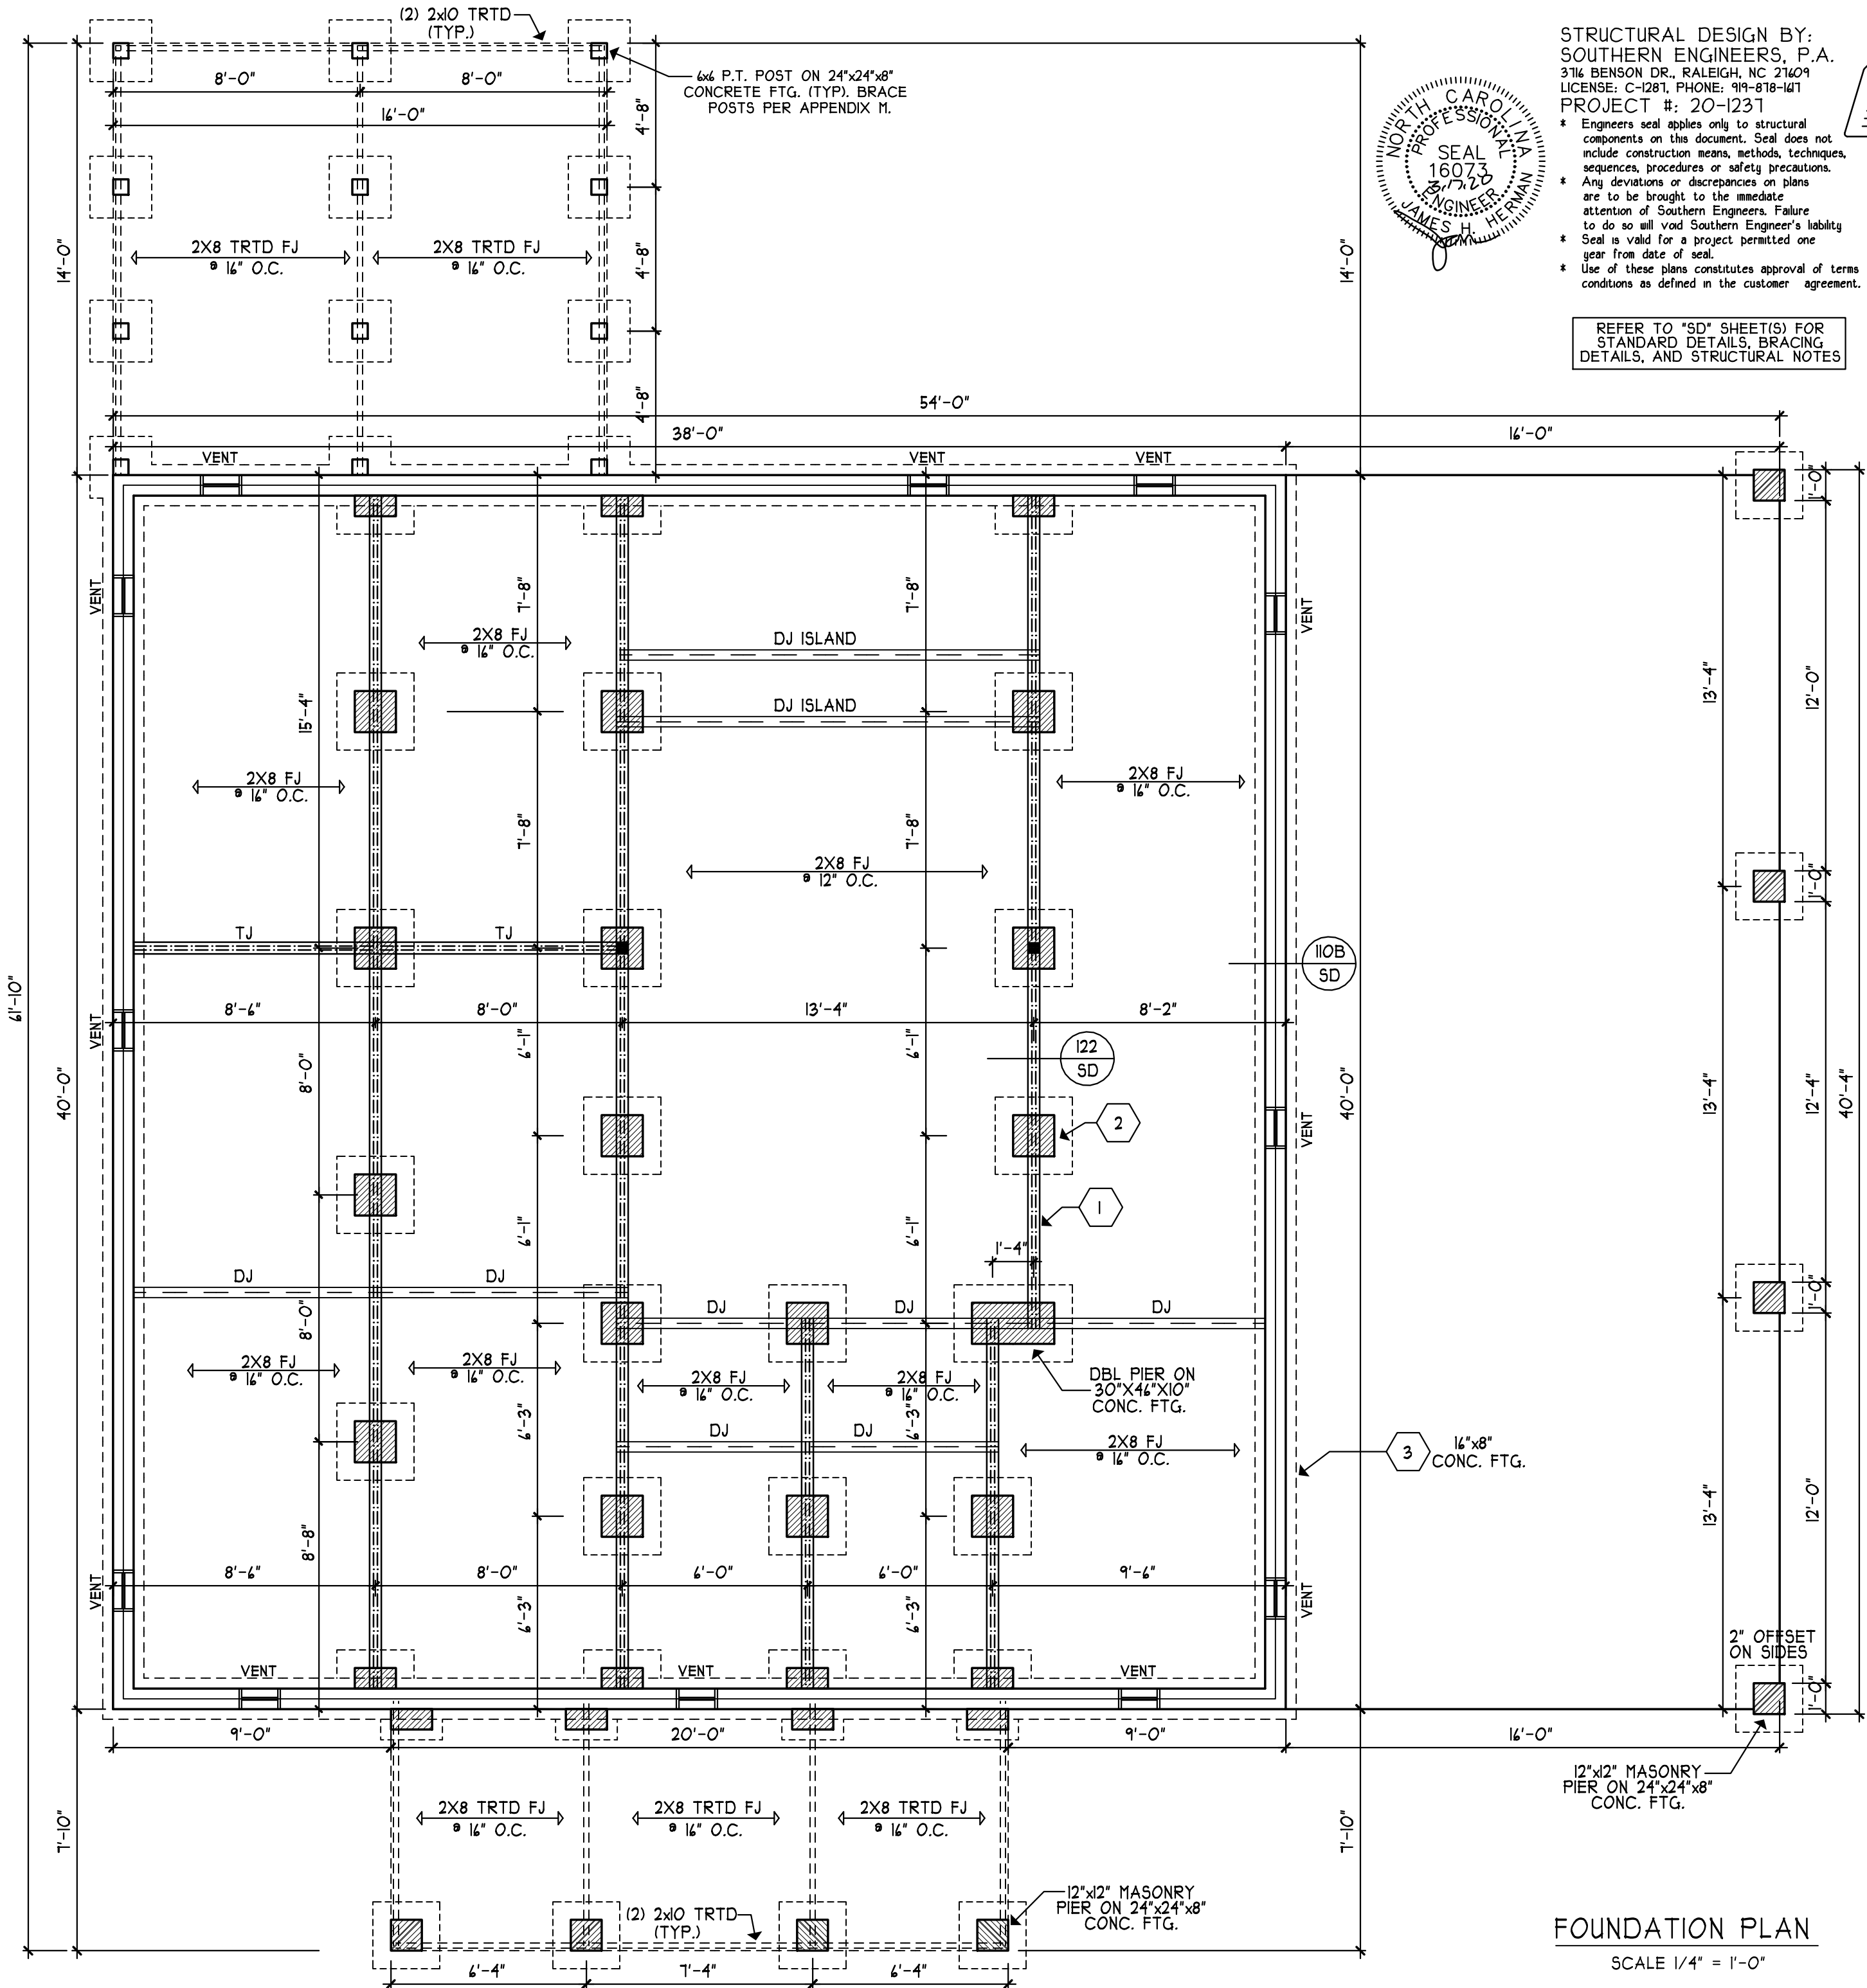 (2) 2x10 TRTD
(TYP.)
8'-0" 8'-0"
16'-0"
6x6 P.T. POST ON 24"x24"x8"
CONCRETE FTG. (TYP). BRACE
POSTS PER APPENDIX M.
4'-8"
4'-8"
4'-8"
14'-0"
14'-0"
2X8 TRTD FJ
@ 16" O.C.
2X8 TRTD FJ
@ 16" O.C.
STRUCTURAL DESIGN BY:
SOUTHERN ENGINEERS, P.A.
3716 BENSON DR., RALEIGH, NC 27609
LICENSE: C-1287, PHONE: 919-878-1617
PROJECT #: 20-1237
* Engineers seal applies only to structural
components on this document. Seal does not
include construction means, methods, techniques,
sequences, procedures or safety precautions.
* Any deviations or discrepancies on plans
are to be brought to the immediate
attention of Southern Engineers. Failure
to do so will void Southern Engineer's liability
* Seal is valid for a project permitted one
year from date of seal.
* Use of these plans constitutes approval of terms
conditions as defined in the customer agreement.
NORTH CAROLINA
PROFESSIONAL
SEAL
16073
ENGINEER
JAMES H. HERMAN
REFER TO "SD" SHEET(S) FOR
STANDARD DETAILS, BRACING
DETAILS, AND STRUCTURAL NOTES
54'-0"
38'-0" 16'-0"
VENT VENT VENT
1'-0"
VENT
7'-8"
7'-8"
VENT
2X8 FJ
@ 16" O.C.
DJ ISLAND
DJ ISLAND
15'-4"
13'-4"
12'-0"
2X8 FJ
@ 16" O.C.
7'-8"
7'-8"
2X8 FJ
@ 16" O.C.
2X8 FJ
@ 12" O.C.
1'-0"
TJ TJ
110B
SD
61'-10"
VENT
8'-6" 8'-0" 13'-4" 8'-2"
8'-0"
6'-1"
6'-1"
122
SD
40'-0"
40'-0"
13'-4"
12'-4"
40'-4"
2
VENT
1
6'-1"
6'-1"
1'-4"
1'-0"
DJ DJ
DJ DJ DJ
8'-0"
2X8 FJ
@ 16" O.C.
2X8 FJ
@ 16" O.C.
2X8 FJ
@ 16" O.C.
2X8 FJ
@ 16" O.C.
DBL PIER ON
30"X46"X10"
CONC. FTG.
6'-3"
6'-3"
DJ DJ
2X8 FJ
@ 16" O.C.
3
16"x8"
CONC. FTG.
13'-4"
12'-0"
8'-8"
VENT
8'-6" 8'-0" 6'-0" 6'-0" 9'-6"
6'-3"
6'-3"
VENT
2" OFFSET
ON SIDES
VENT VENT VENT
1'-0"
9'-0" 20'-0" 9'-0" 16'-0"
12"x12" MASONRY
PIER ON 24"x24"x8"
CONC. FTG.
7'-10"
7'-10"
2X8 TRTD FJ
@ 16" O.C.
2X8 TRTD FJ
@ 16" O.C.
2X8 TRTD FJ
@ 16" O.C.
(2) 2x10 TRTD
(TYP.)
12"x12" MASONRY
PIER ON 24"x24"x8"
CONC. FTG.
6'-4" 7'-4" 6'-4"
FOUNDATION PLAN
SCALE 1/4" = 1'-0"